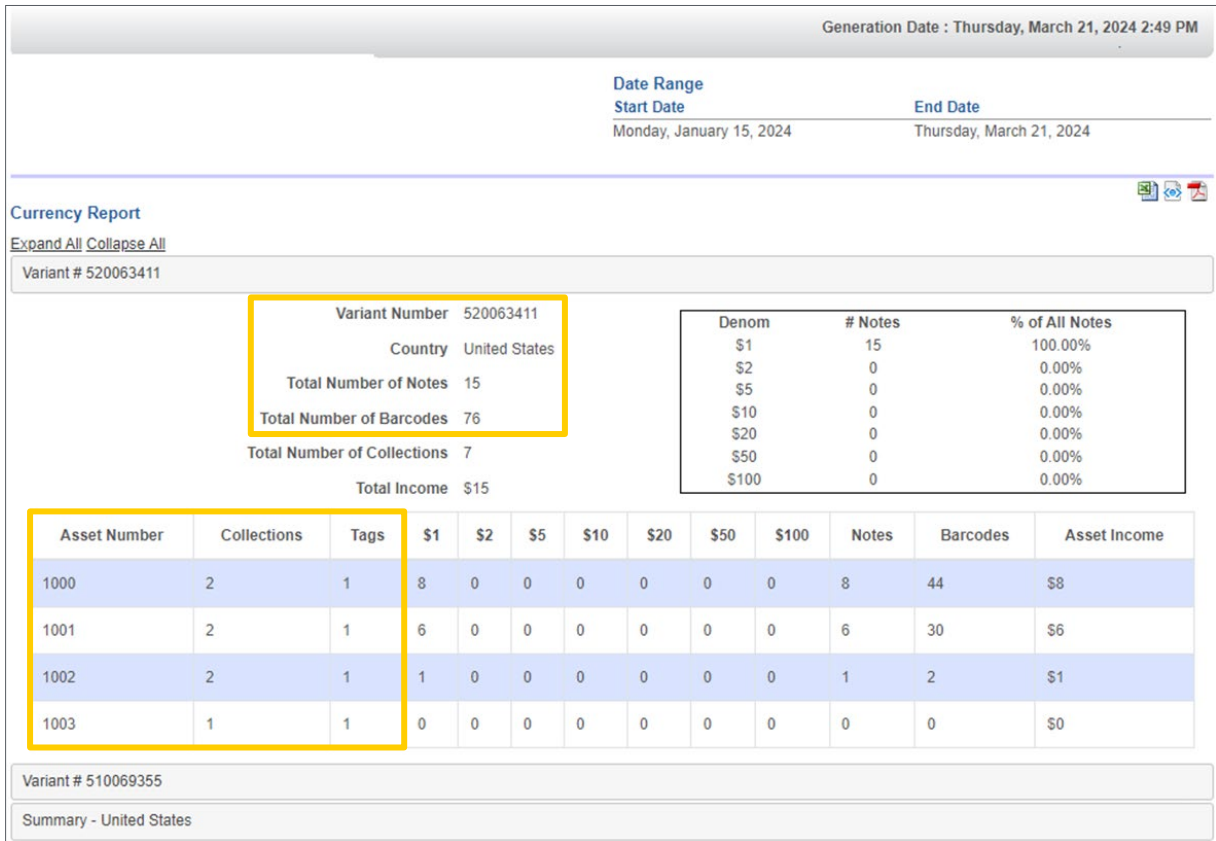 Generation Date : Thursday, March 21, 2024 2:49 PM
Date Range
Start Date End Date
Monday, January 15, 2024 Thursday, March 21, 2024
Currency Report
Expand All Collapse All
Variant # 520063411
Variant Number 520063411
Country United States
Total Number of Notes 15
Total Number of Barcodes 76
Total Number of Collections 7
Total Income $15
Denom # Notes % of All Notes
$1 15 100.00%
$2 0 0.00%
$5 0 0.00%
$10 0 0.00%
$20 0 0.00%
$50 0 0.00%
$100 0 0.00%
Asset Number Collections Tags $1 $2 $5 $10 $20 $50 $100 Notes Barcodes Asset Income
1000 2 1 8 0 0 0 0 0 0 8 44 $8
1001 2 1 6 0 0 0 0 0 0 6 30 $6
1002 2 1 1 0 0 0 0 0 0 1 2 $1
1003 1 1 0 0 0 0 0 0 0 0 0 $0
Variant # 510069355
Summary - United States